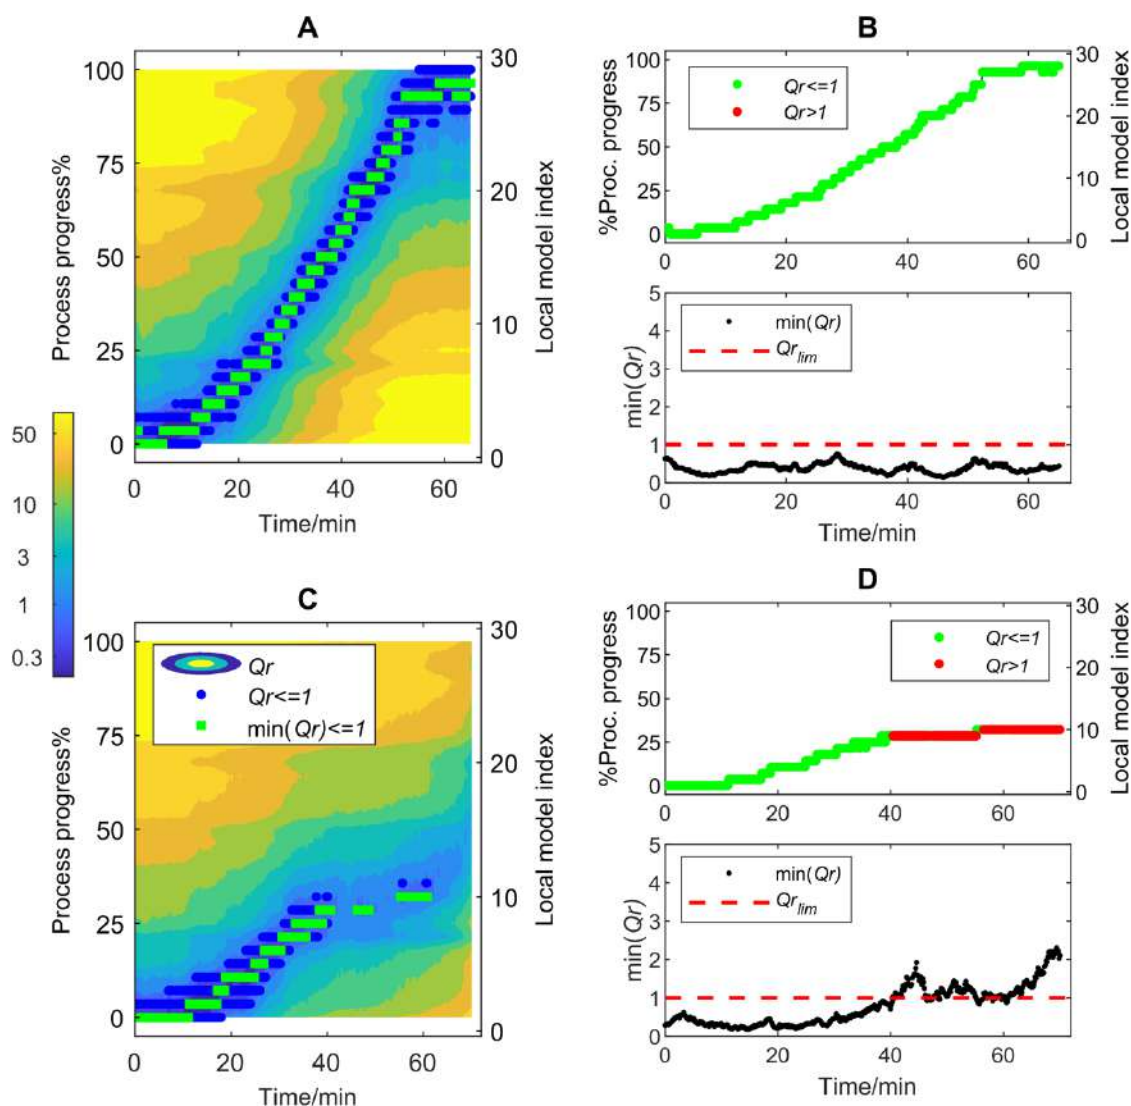 A
100
75
50
25
0
Process progress%
30
20
10
0
Local model index
0
20
40
60
Time/min
50
10
3
1
0.3
B
100
75
50
25
0
%Proc. progress
Qr<=1
Qr>1
30
20
10
0
Local model index
0
20
40
60
5
4
3
2
1
0
min(Qr)
min(Qr)
Qr lim
0
20
40
60
Time/min
C
100
75
50
25
0
Process progress%
Qr
Qr<=1
min(Qr)<=1
30
20
10
0
Local model index
0
20
40
60
Time/min
D
100
75
50
25
0
%Proc. progress
Qr<=1
Qr>1
30
20
10
0
Local model index
0
20
40
60
5
4
3
2
1
0
min(Qr)
min(Qr)
Qr lim
0
20
40
60
Time/min